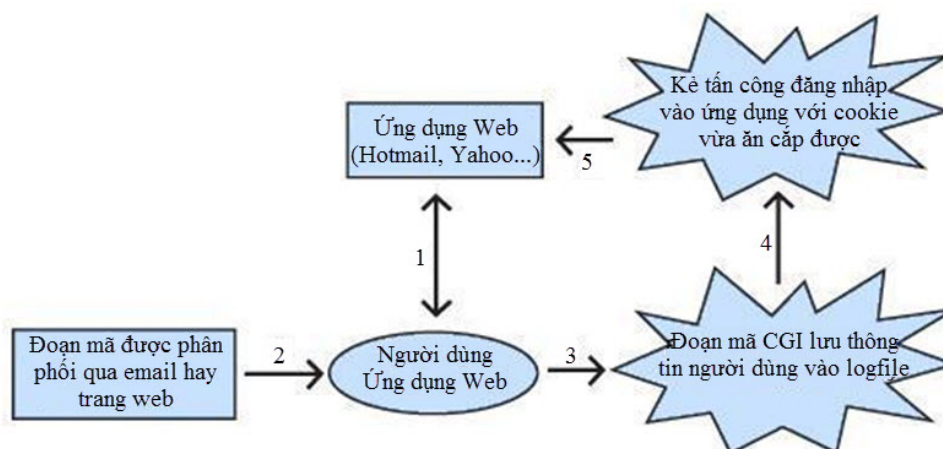 Kẻ tấn công đăng nhập
vào ứng dụng với cookie
vừa ăn cắp được
Ứng dụng Web
(Hotmail, Yahoo...)
5
1
4
Đoạn mã được phân
phối qua email hay
trang web
2
Người dùng
Ứng dụng Web
3
Đoạn mã CGI lưu thông
tin người dùng vào logfile